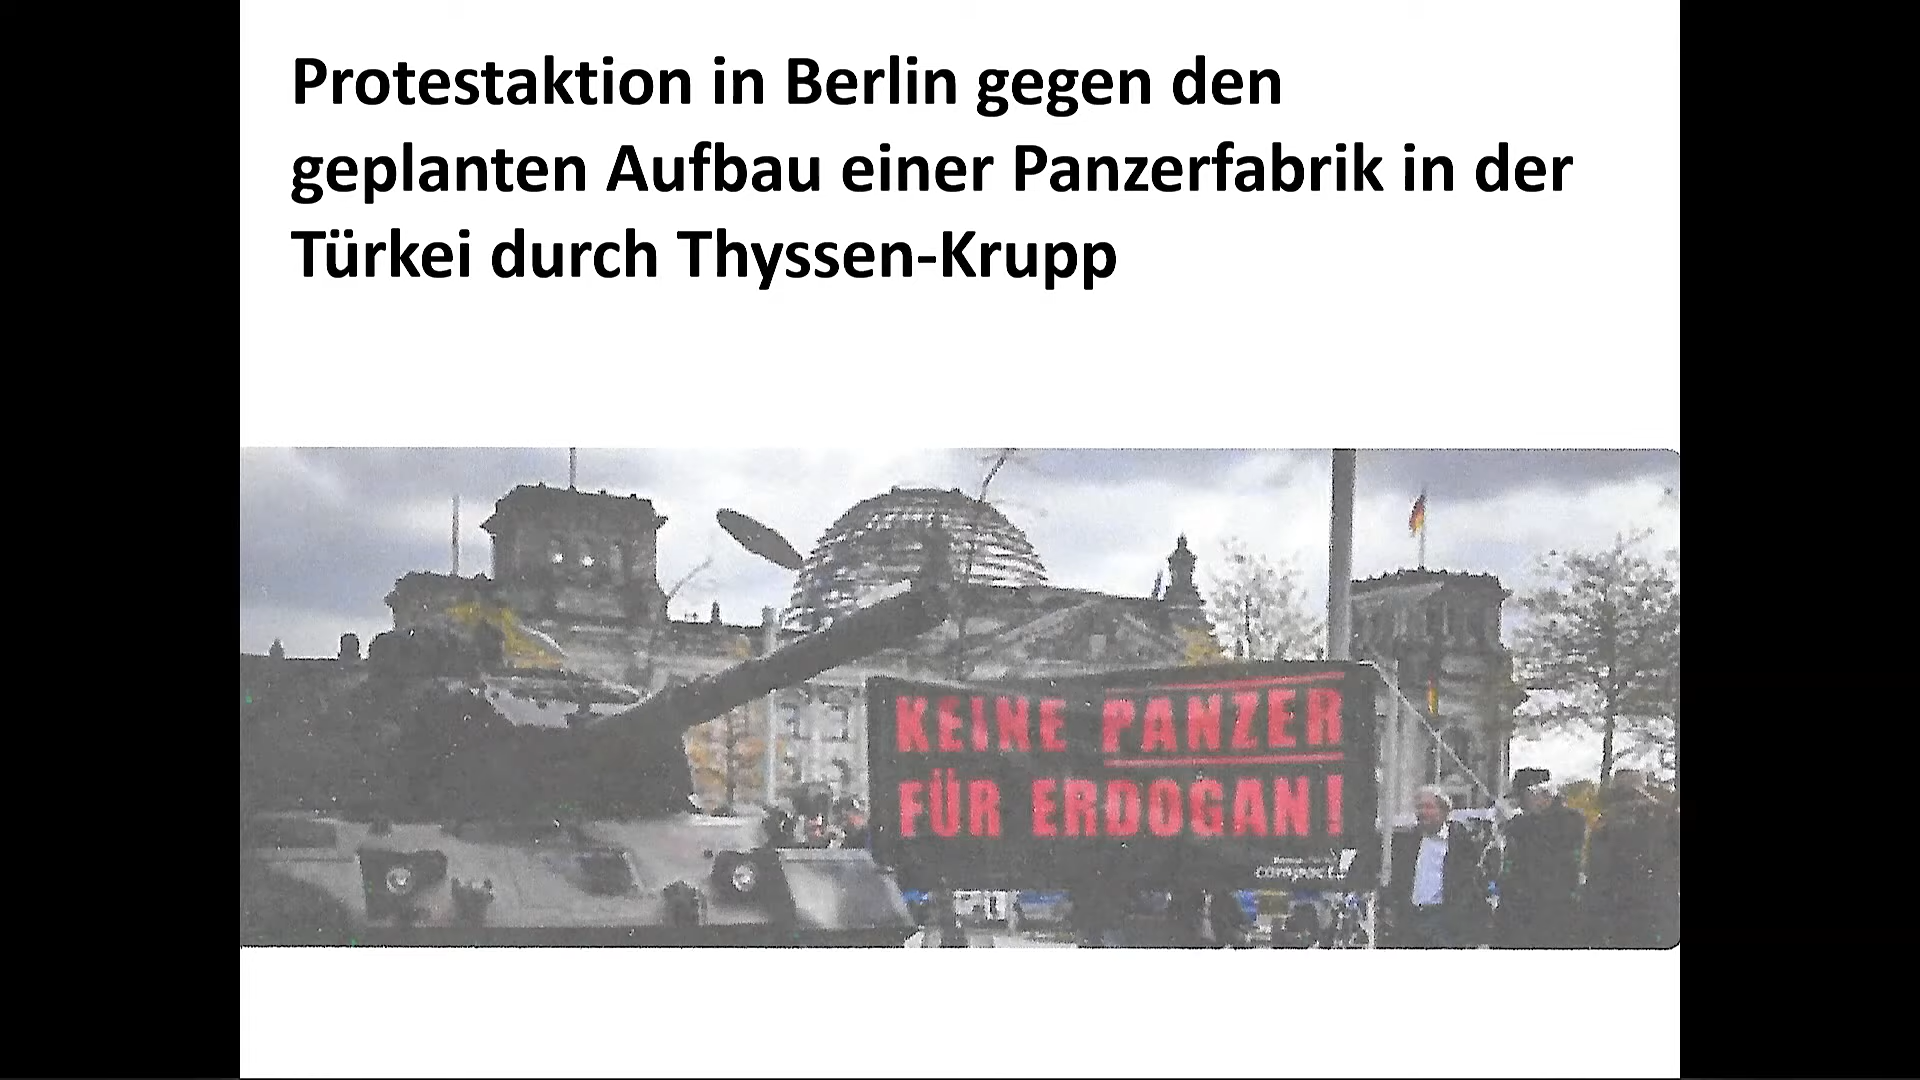 Protestaktion in Berlin gegen den
geplanten Aufbau einer Panzerfabrik in der
Türkei durch Thyssen-Krupp
KEINE PANZER
FÜR ERDOGAN!
campact!